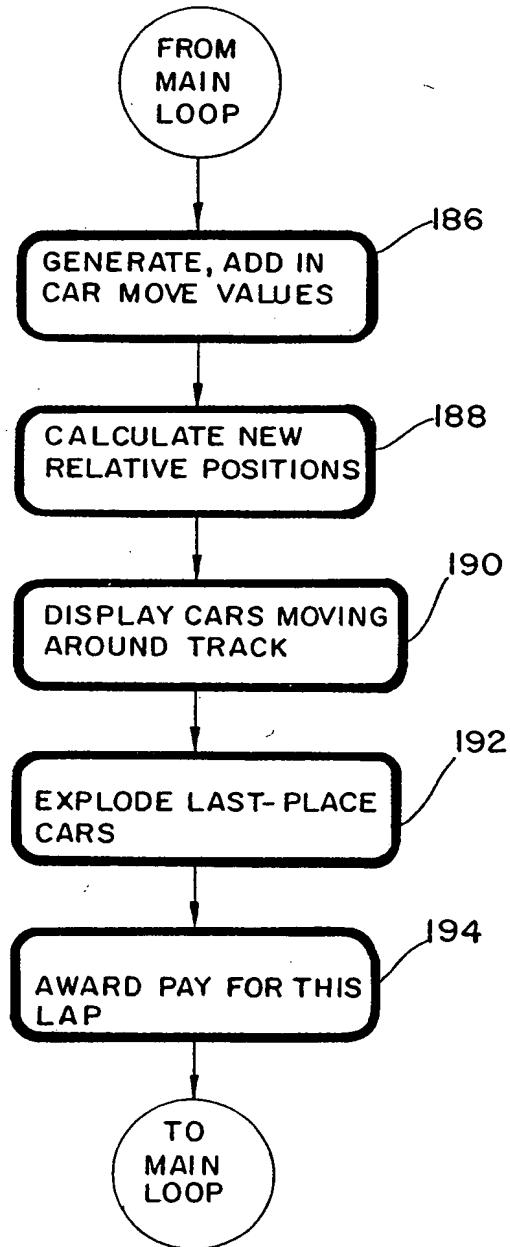 FROM
MAIN
LOOP
186
GENERATE, ADD IN
CAR MOVE VALUES
188
CALCULATE NEW
RELATIVE POSITIONS
190
DISPLAY CARS MOVING
AROUND TRACK
192
EXPLODE LAST-PLACE
CARS
194
AWARD PAY FOR THIS
LAP
TO
MAIN
LOOP